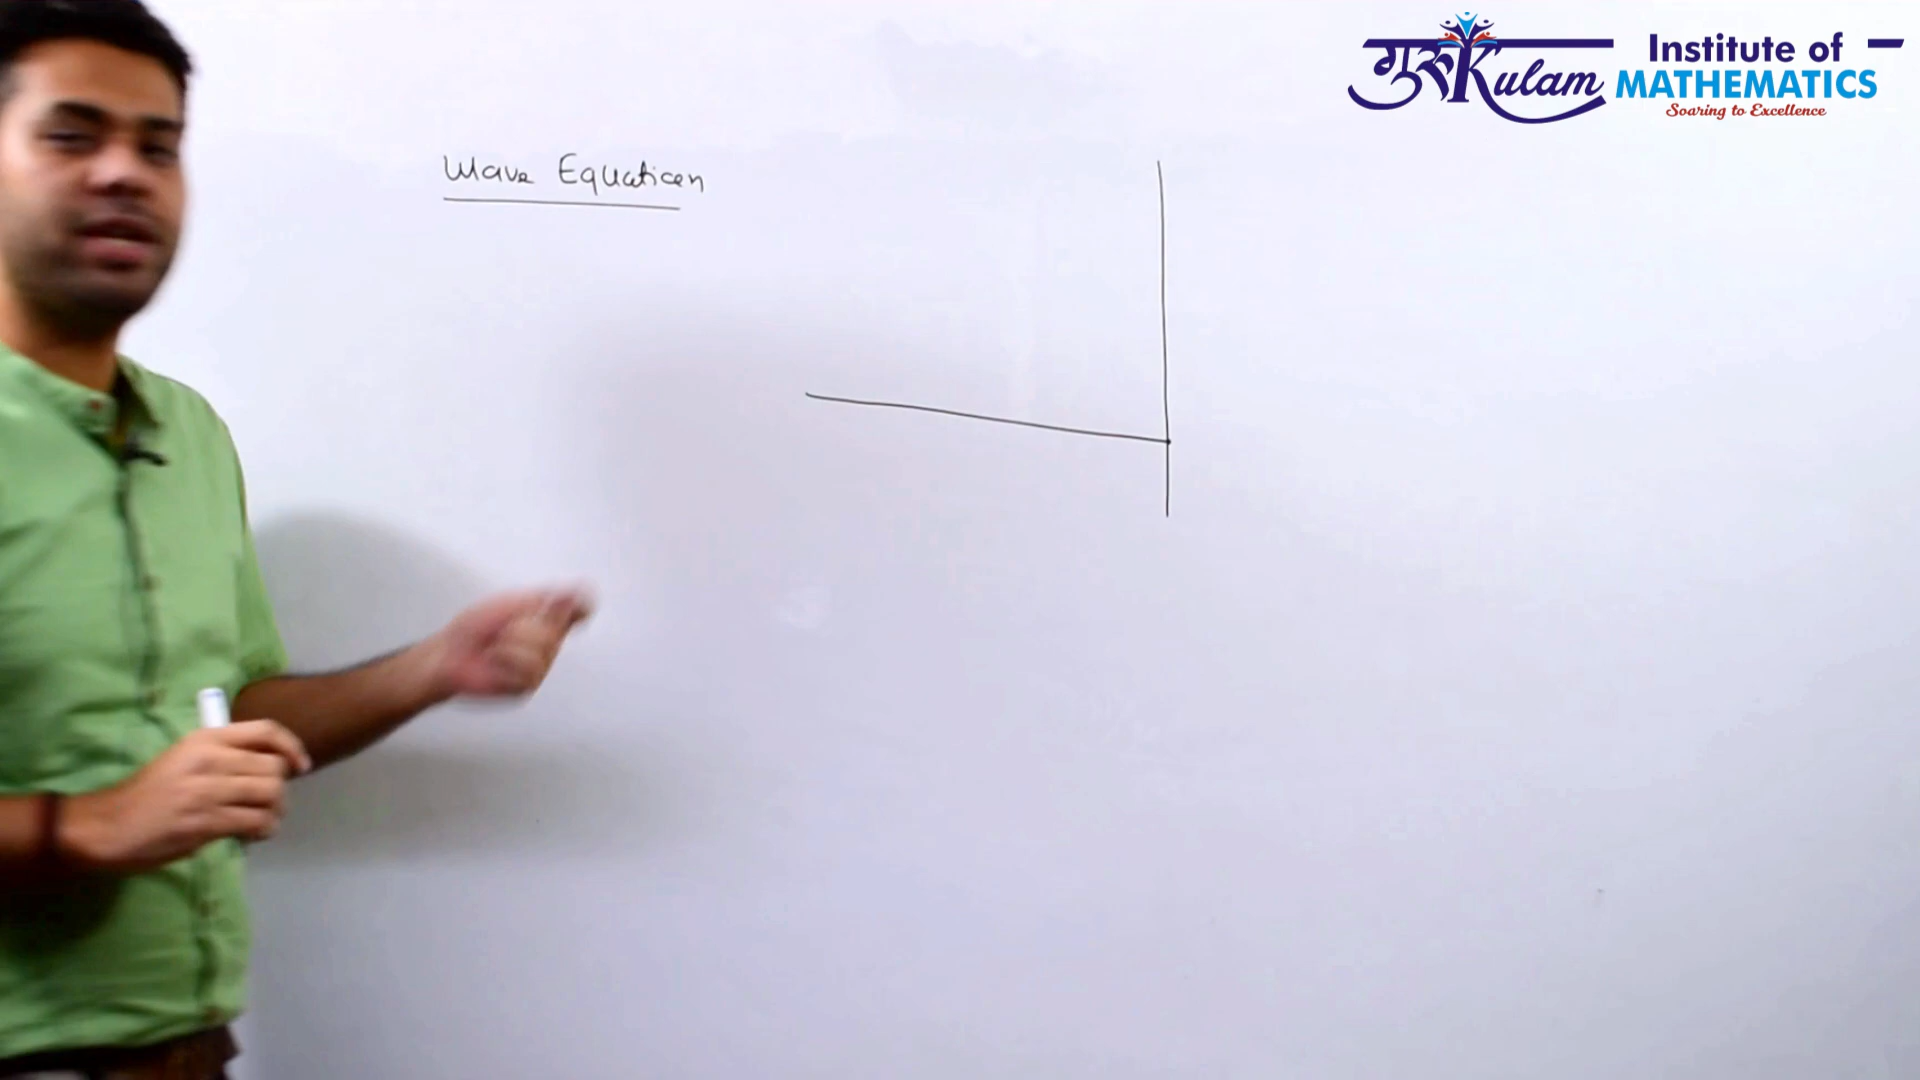 गुरुKulam Institute of
MATHEMATICS
Soaring to Excellence
Wave Equation